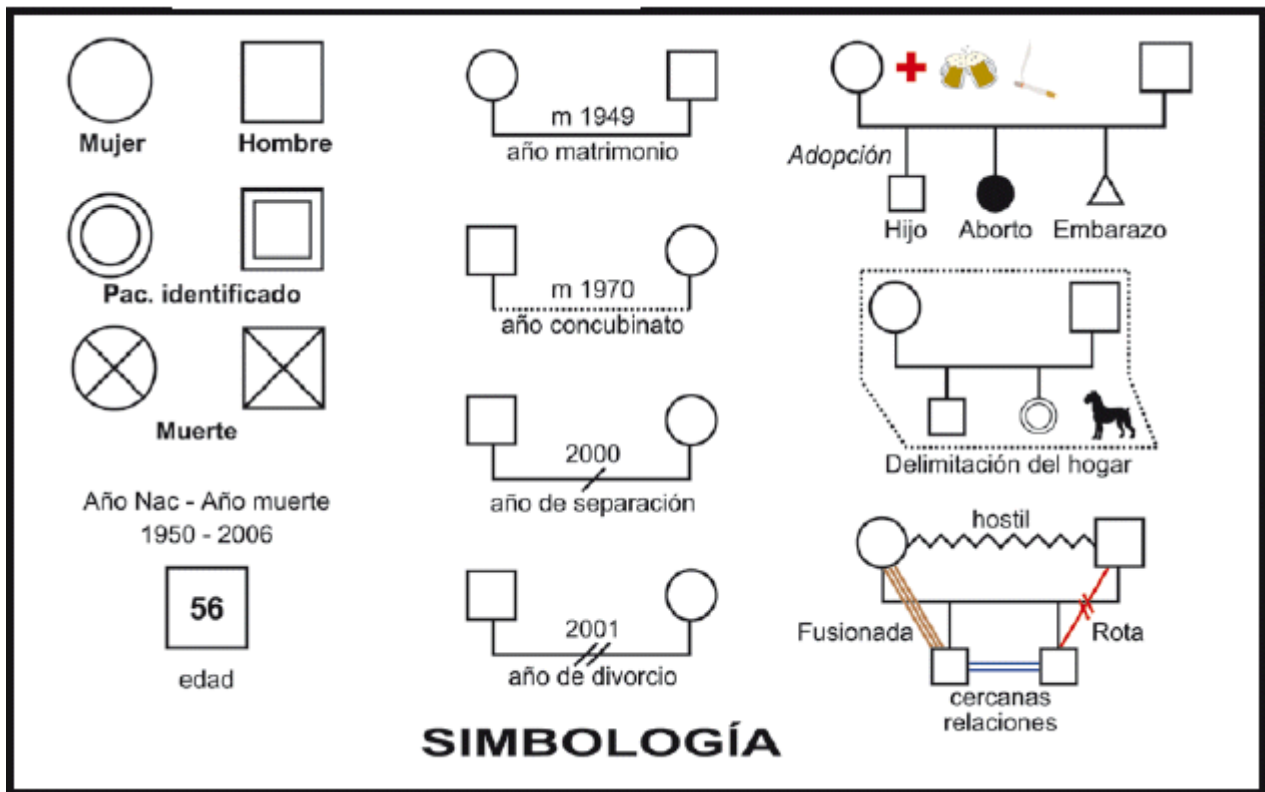 Mujer
Hombre
Pac. identificado
Muerte
Año Nac - Año muerte
1950 - 2006
56
edad
m 1949
año matrimonio
m 1970
año concubinato
2000
año de separación
2001
año de divorcio
Adopción
Hijo
Aborto
Embarazo
Delimitación del hogar
hostil
Fusionada
Rota
cercanas
relaciones
SIMBOLOGÍA